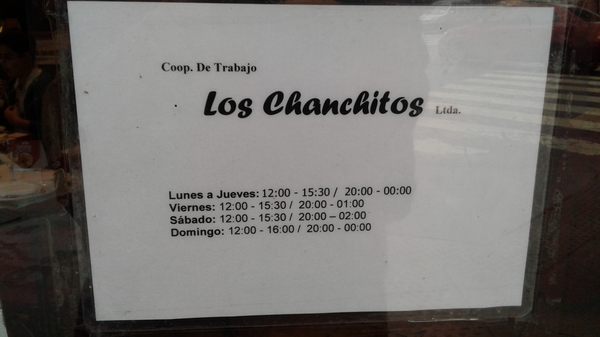 Coop. De Trabajo
Los Chanchitos Ltda.
Lunes a Jueves: 12:00 - 15:30 / 20:00 - 00:00
Viernes: 12:00 - 15:30 / 20:00 - 01:00
Sábado: 12:00 - 15:30 / 20:00 – 02:00
Domingo: 12:00 - 16:00 / 20:00 - 00:00